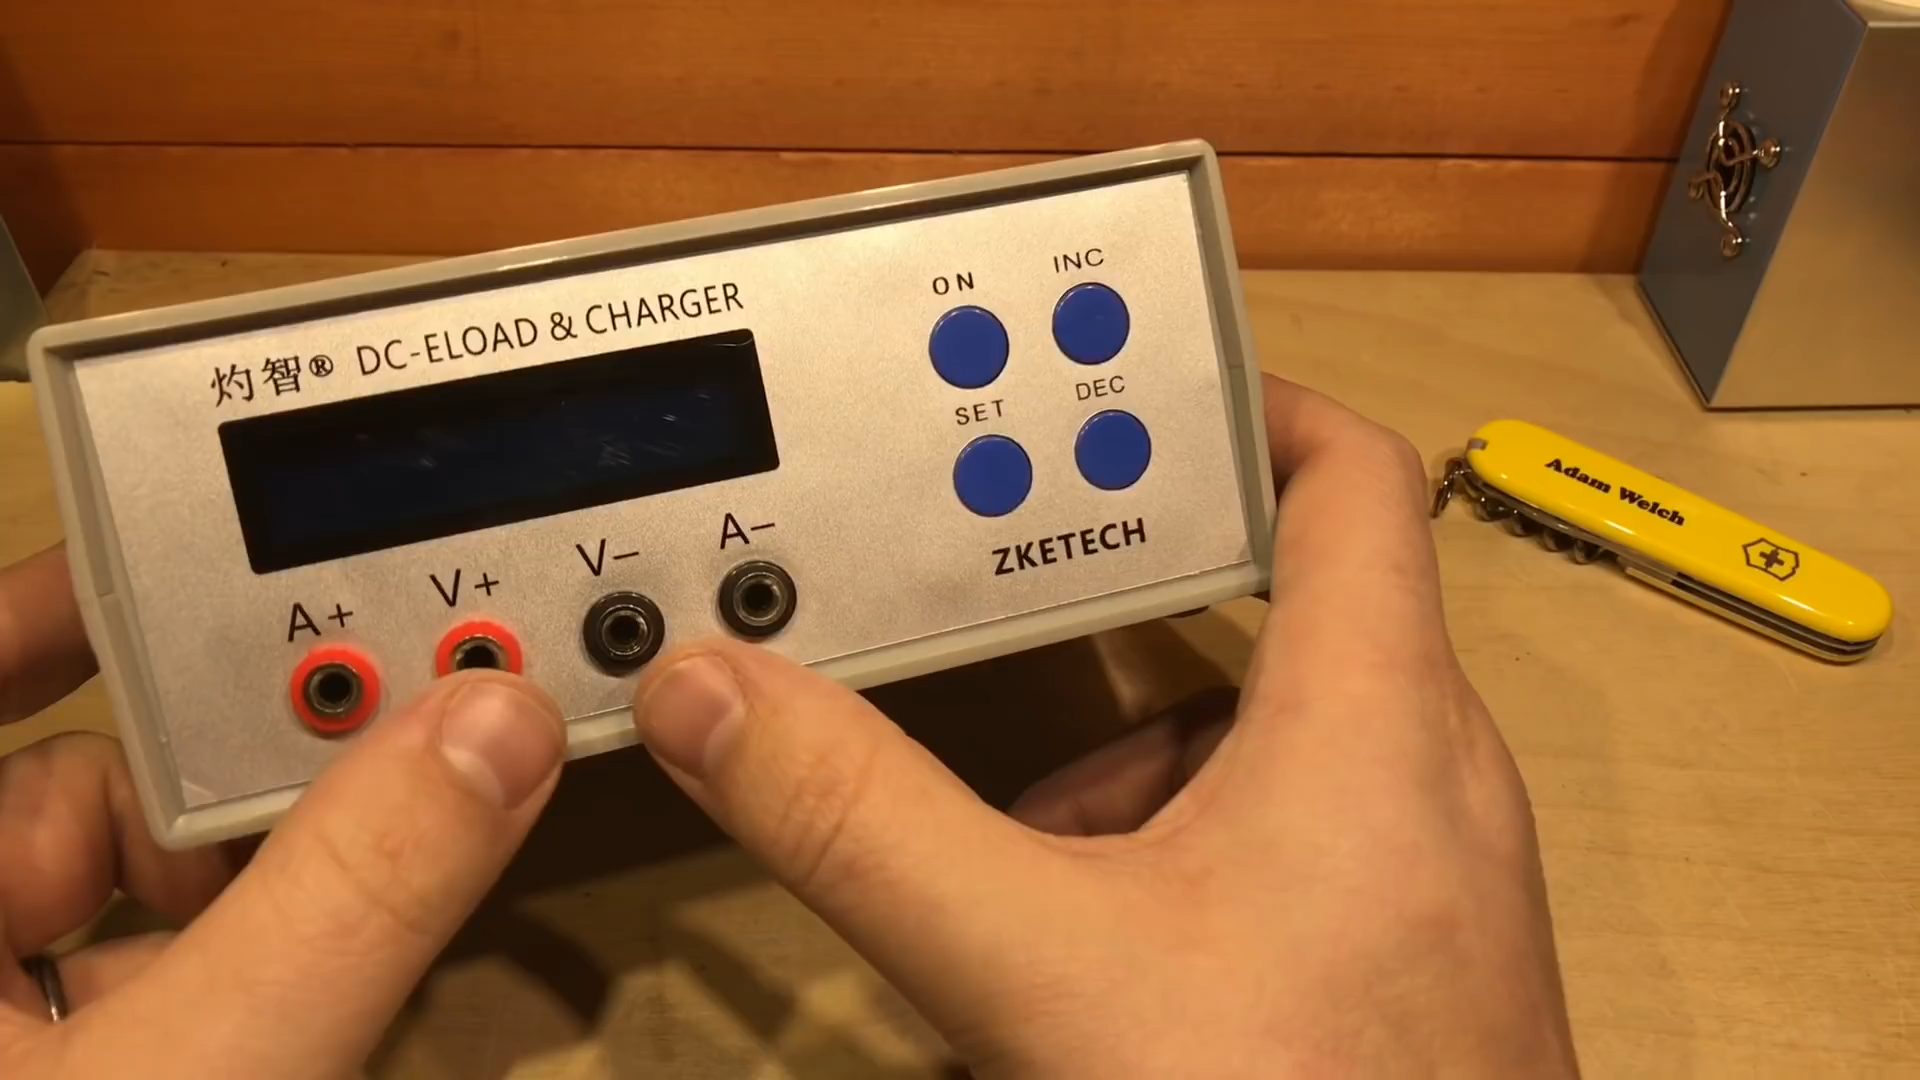 灼智® DC-ELOAD & CHARGER
ON
INC
SET
DEC
A+
V+
V−
A−
ZKETECH
Adam Welch